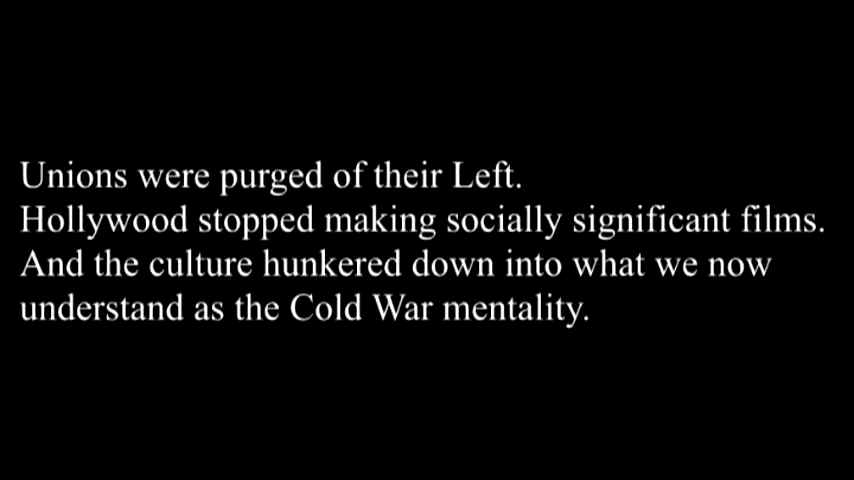 Unions were purged of their Left.
Hollywood stopped making socially significant films.
And the culture hunkered down into what we now
understand as the Cold War mentality.